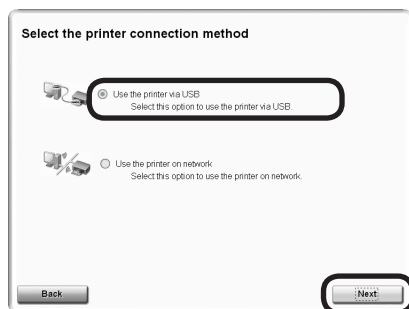 Select the printer connection method
Use the printer via USB
Select this option to use the printer via USB.
Use the printer on network
Select this option to use the printer on network.
Back
Next